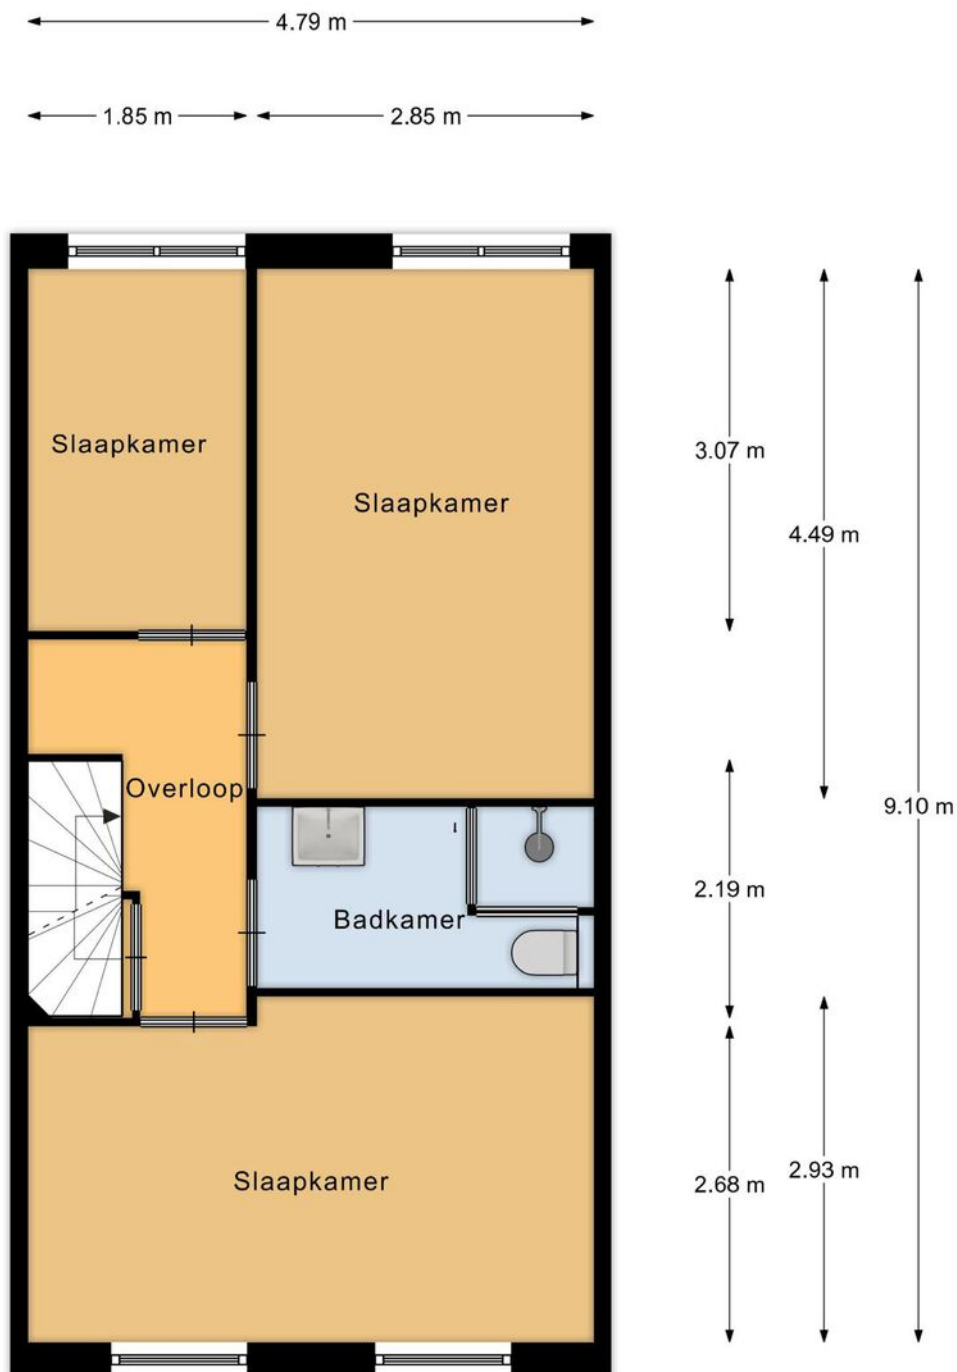 4.79 m
1.85 m
2.85 m
Slaapkamer
3.07 m
Slaapkamer
4.49 m
Overloop
9.10 m
2.19 m
Badkamer
2.93 m
Slaapkamer
2.68 m